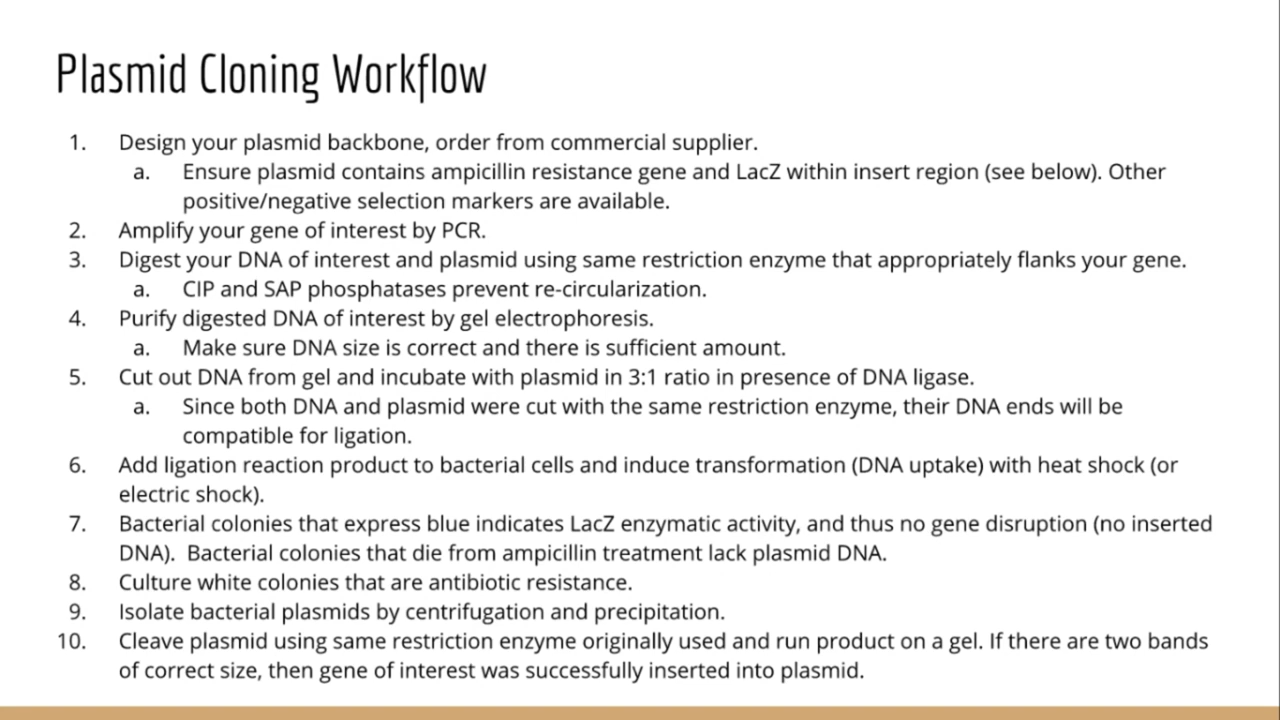 Plasmid Cloning Workflow
1. Design your plasmid backbone, order from commercial supplier.
a. Ensure plasmid contains ampicillin resistance gene and LacZ within insert region (see below). Other
positive/negative selection markers are available.
2. Amplify your gene of interest by PCR.
3. Digest your DNA of interest and plasmid using same restriction enzyme that appropriately flanks your gene.
a. CIP and SAP phosphatases prevent re-circularization.
4. Purify digested DNA of interest by gel electrophoresis.
a. Make sure DNA size is correct and there is sufficient amount.
5. Cut out DNA from gel and incubate with plasmid in 3:1 ratio in presence of DNA ligase.
a. Since both DNA and plasmid were cut with the same restriction enzyme, their DNA ends will be
compatible for ligation.
6. Add ligation reaction product to bacterial cells and induce transformation (DNA uptake) with heat shock (or
electric shock).
7. Bacterial colonies that express blue indicates LacZ enzymatic activity, and thus no gene disruption (no inserted
DNA). Bacterial colonies that die from ampicillin treatment lack plasmid DNA.
8. Culture white colonies that are antibiotic resistance.
9. Isolate bacterial plasmids by centrifugation and precipitation.
10. Cleave plasmid using same restriction enzyme originally used and run product on a gel. If there are two bands
of correct size, then gene of interest was successfully inserted into plasmid.